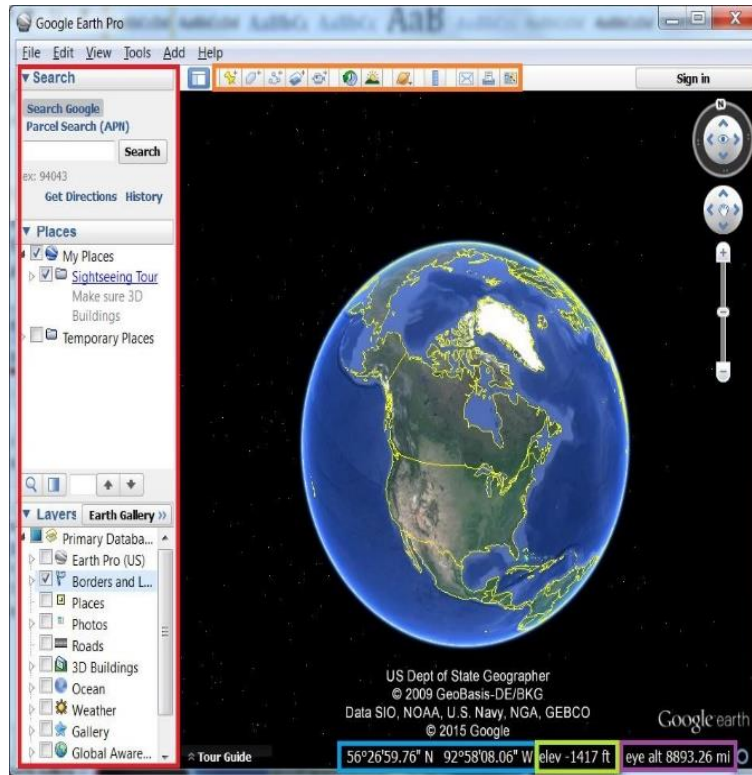 Google Earth Pro
File Edit View Tools Add Help
Search
Sign in
Search Google
Parcel Search (APN)
Search
ex: 94043
Get Directions History
Places
My Places
Sightseeing Tour
Make sure 3D
Buildings
Temporary Places
Layers Earth Gallery >>
Primary Databa...
Earth Pro (US)
Borders and L...
Places
Photos
Roads
3D Buildings
Ocean
Weather
Gallery
Global Aware...
N
US Dept of State Geographer
© 2009 GeoBasis-DE/BKG
Data SIO, NOAA, U.S. Navy, NGA, GEBCO
© 2015 Google
Google earth
Tour Guide
56°26'59.76" N 92°58'08.06" W elev -1417 ft eye alt 8893.26 mi